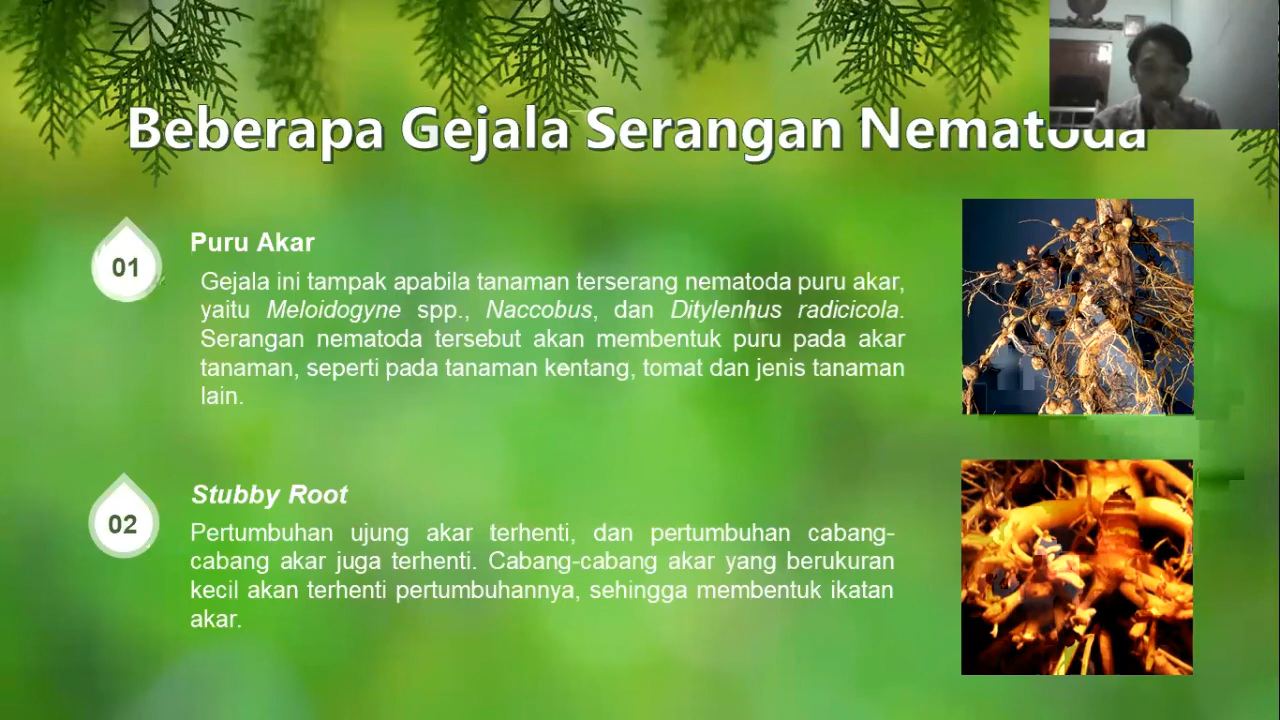 Beberapa Gejala Serangan Nematoda
01
Puru Akar
Gejala ini tampak apabila tanaman terserang nematoda puru akar,
yaitu Meloidogyne spp., Naccobus, dan Ditylenhus radicicola.
Serangan nematoda tersebut akan membentuk puru pada akar
tanaman, seperti pada tanaman kentang, tomat dan jenis tanaman
lain.
02
Stubby Root
Pertumbuhan ujung akar terhenti, dan pertumbuhan cabang-
cabang akar juga terhenti. Cabang-cabang akar yang berukuran
kecil akan terhenti pertumbuhannya, sehingga membentuk ikatan
akar.